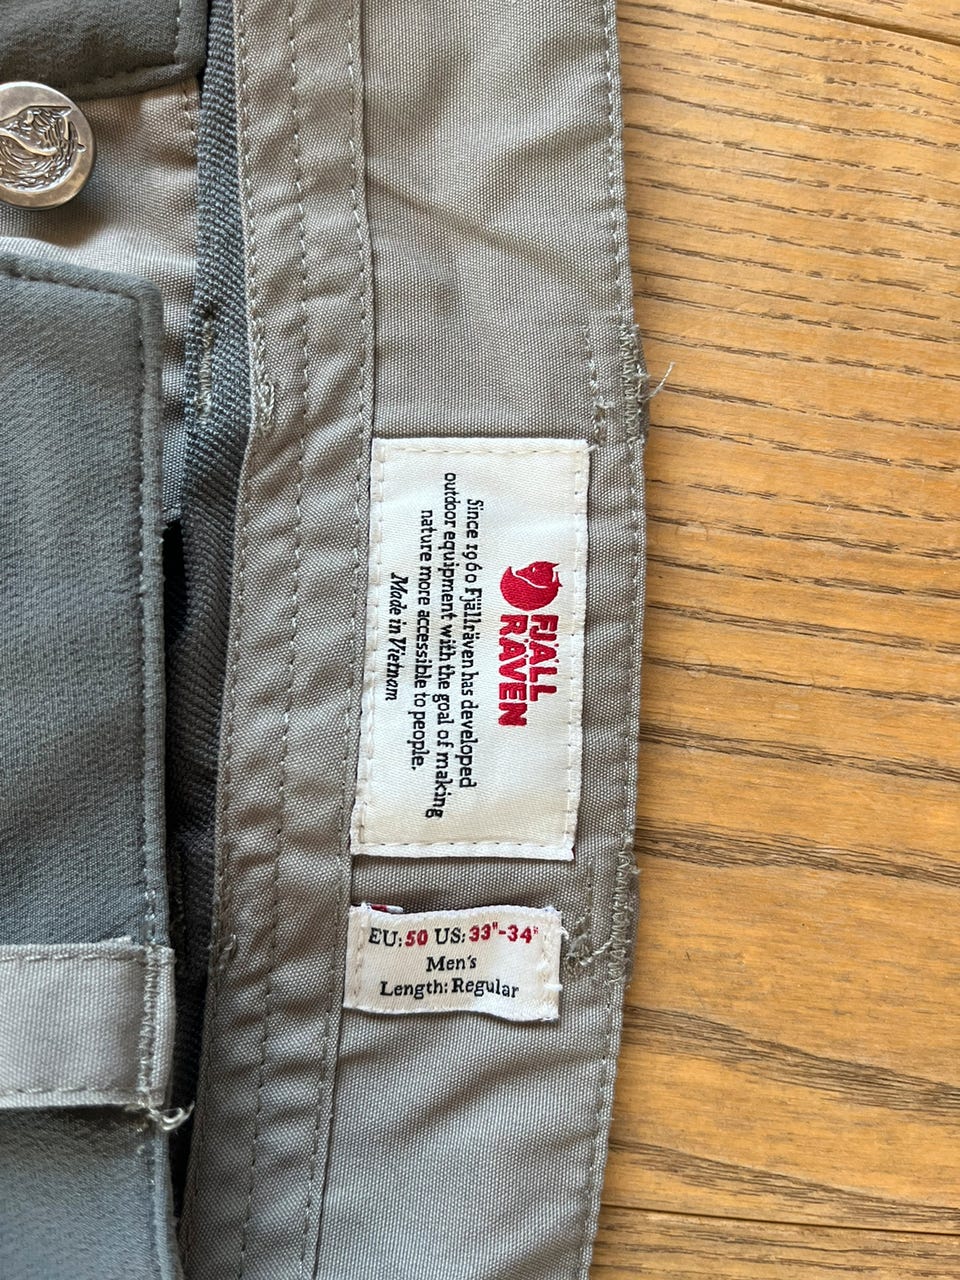 FJÄLL
RÄVEN
Since 1960 Fjällräven has developed
outdoor equipment with the goal of making
nature more accessible to people.
Made in Vietnam
EU: 50 US: 33"-34"
Men's
Length: Regular